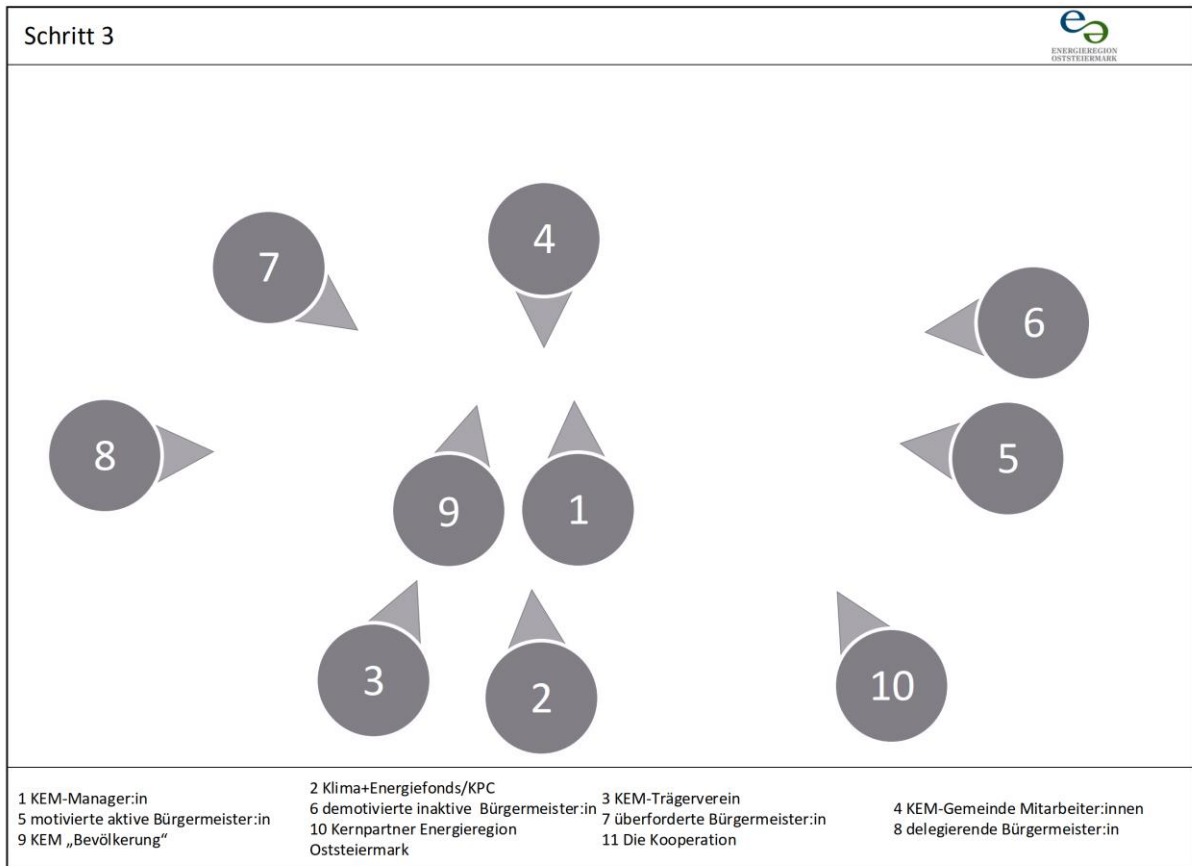 Schritt 3
ENERGIEREGION
OSTSTEIERMARK
4
7
6
8
5
9
1
3
2
10
1 KEM-Manager:in
5 motivierte aktive Bürgermeister:in
9 KEM „Bevölkerung“
2 Klima+Energiefonds/KPC
6 demotivierte inaktive Bürgermeister:in
10 Kernpartner Energieregion
Oststeiermark
3 KEM-Trägerverein
7 überforderte Bürgermeister:in
11 Die Kooperation
4 KEM-Gemeinde Mitarbeiter:innen
8 delegierende Bürgermeister:in